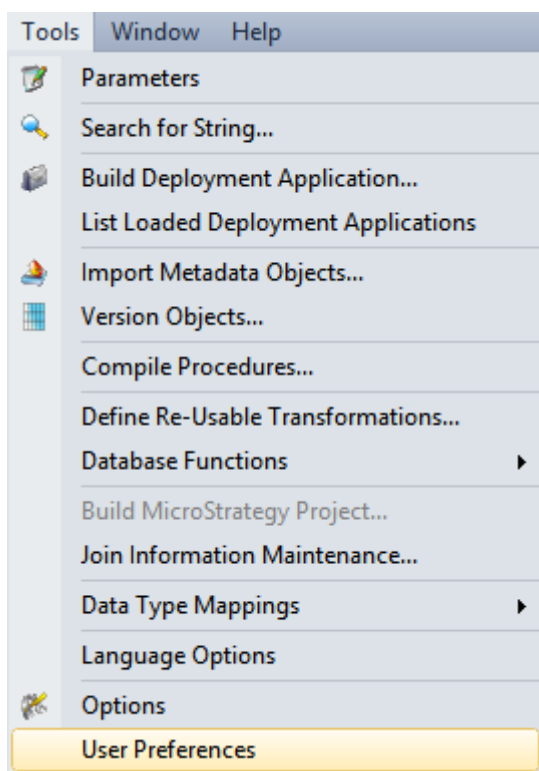 Tools Window Help
Parameters
Search for String...
Build Deployment Application...
List Loaded Deployment Applications
Import Metadata Objects...
Version Objects...
Compile Procedures...
Define Re-Usable Transformations...
Database Functions
Build MicroStrategy Project...
Join Information Maintenance...
Data Type Mappings
Language Options
Options
User Preferences